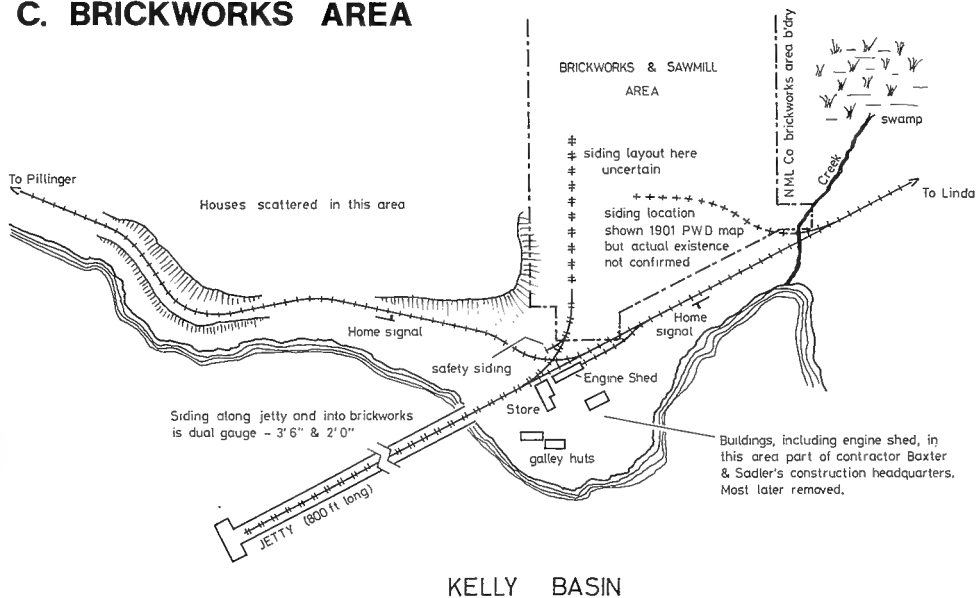 C. BRICKWORKS AREA
BRICKWORKS & SAWMILL
AREA
NML Co brickworks area b'dry
swamp
Creek
To Pillinger
Houses scattered in this area
siding layout here
uncertain
siding location
shown 1901 PWD map
but actual existence
not confirmed
To Linda
Home signal
Home
signal
safety siding
Engine Shed
Store
Siding along jetty and into brickworks
is dual gauge – 3'6" & 2'0"
galley huts
Buildings, including engine shed, in
this area part of contractor Baxter
& Sadler's construction headquarters.
Most later removed.
JETTY (800 ft long)
KELLY BASIN